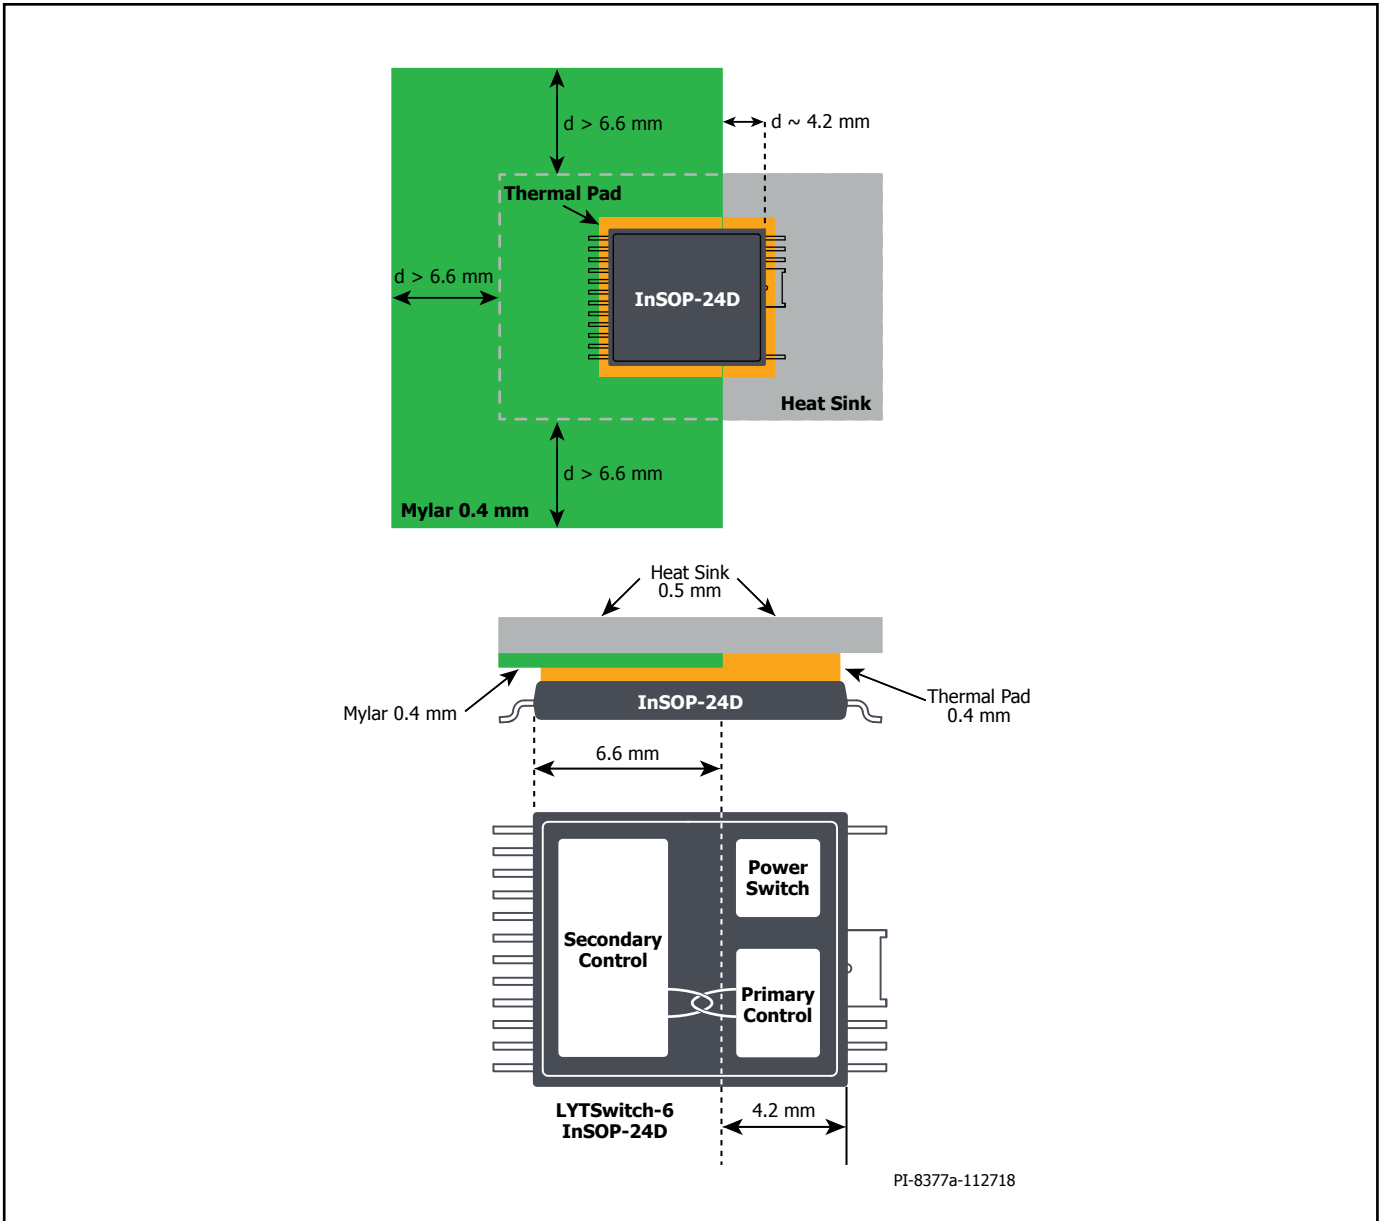 d > 6.6 mm
d ~ 4.2 mm
Thermal Pad
d > 6.6 mm
InSOP-24D
Heat Sink
d > 6.6 mm
Mylar 0.4 mm
Heat Sink
0.5 mm
InSOP-24D
Mylar 0.4 mm
Thermal Pad
0.4 mm
6.6 mm
Power
Switch
Secondary
Control
Primary
Control
LYTSwitch-6
InSOP-24D
4.2 mm
PI-8377a-112718